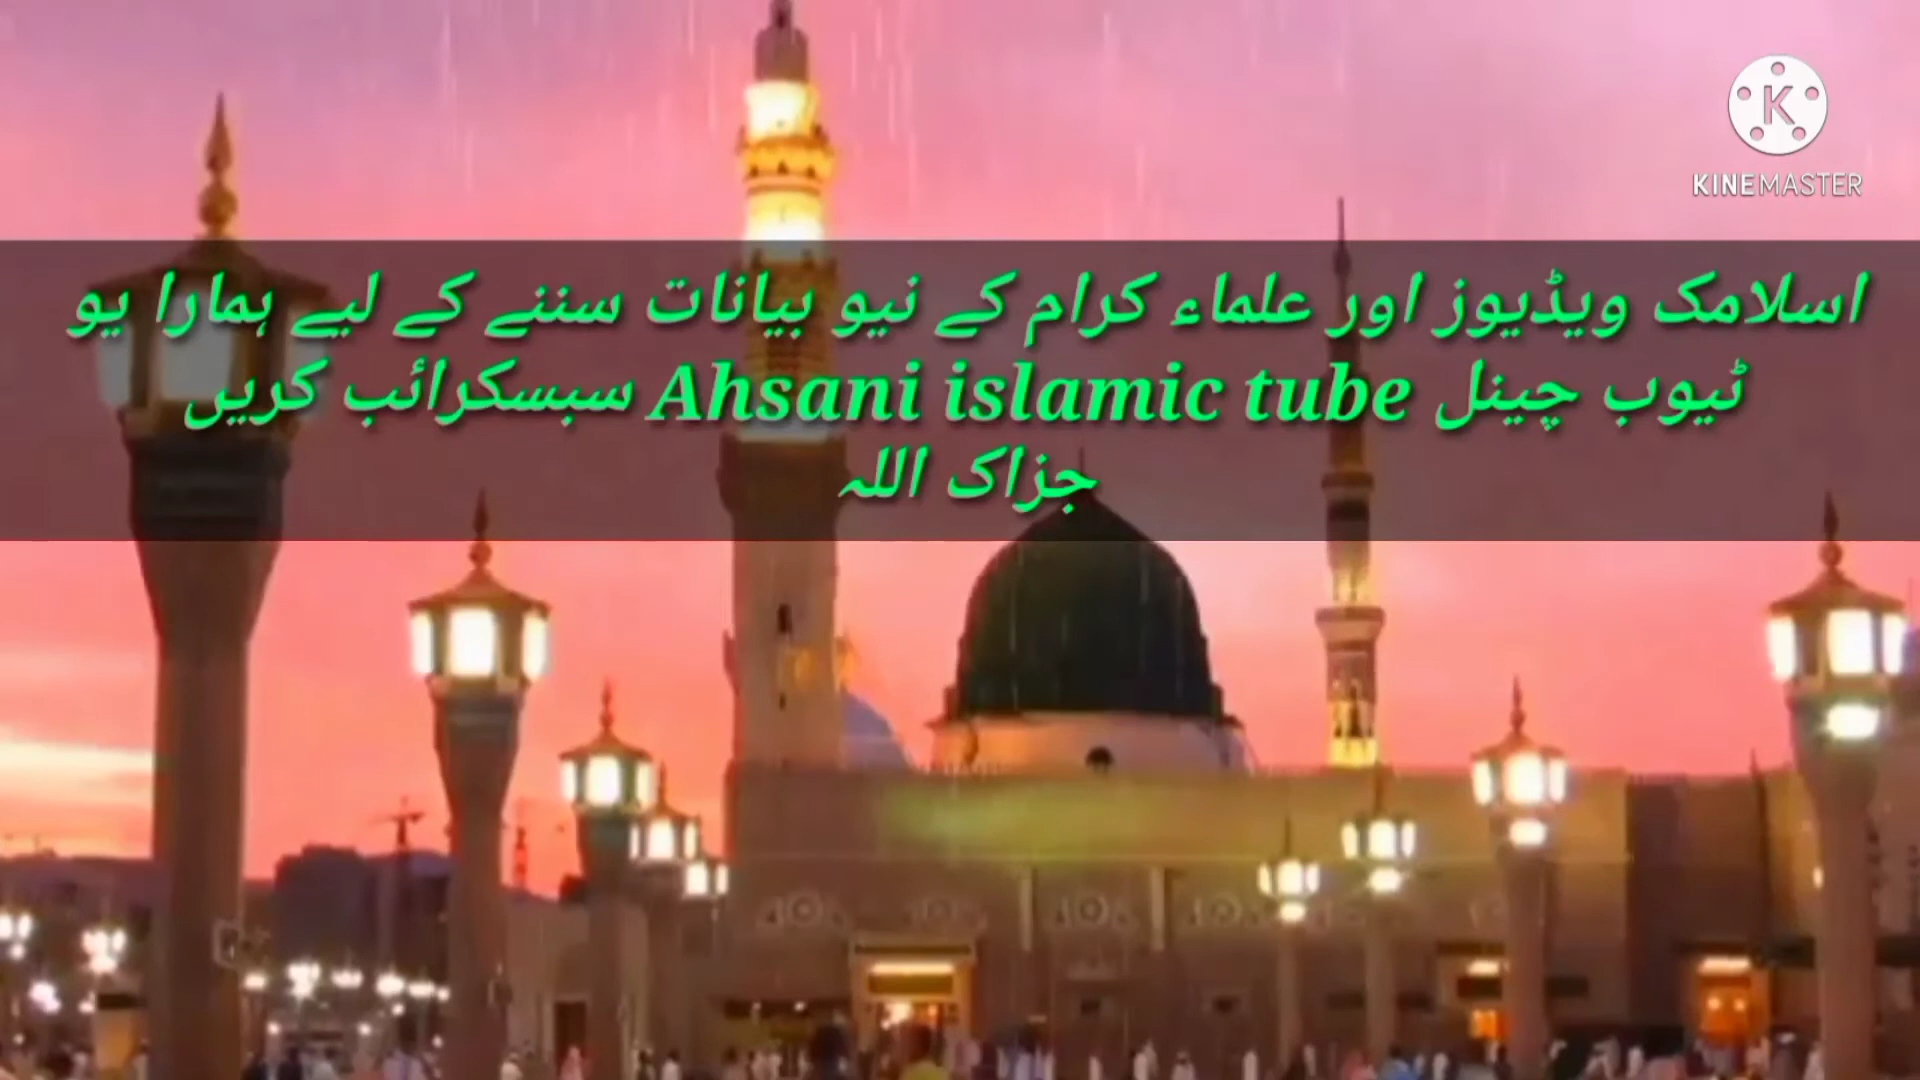 KINEMASTER
اسلامک ویڈیوز اور علماء کرام کے نیو بیانات سننے کے لیے ہمارا یو
ٹیوب چینل Ahsani islamic tube سبسکرائب کریں
جزاک اللہ